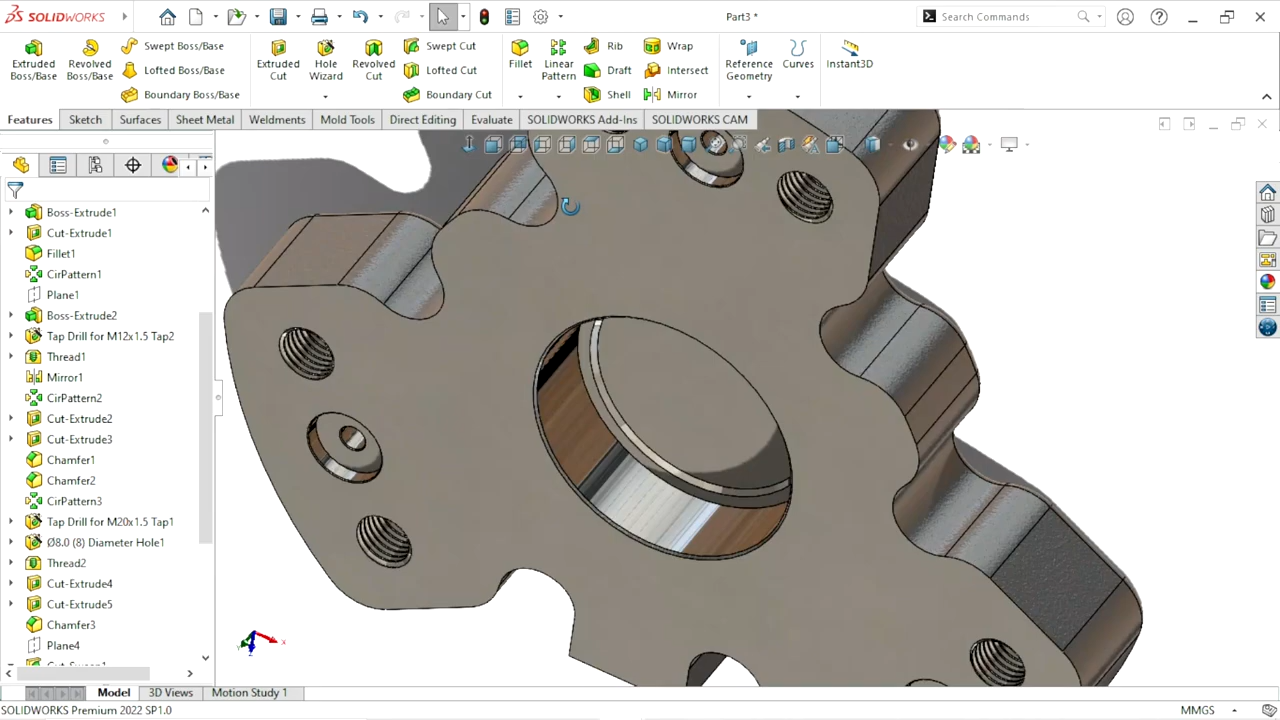 SOLIDWORKS
Part3 *
Search Commands
Extruded Boss/Base
Revolved Boss/Base
Swept Boss/Base
Lofted Boss/Base
Boundary Boss/Base
Extruded Cut
Hole Wizard
Revolved Cut
Swept Cut
Lofted Cut
Boundary Cut
Fillet
Linear Pattern
Rib
Draft
Shell
Wrap
Intersect
Mirror
Reference Geometry
Curves
Instant3D
Features Sketch Surfaces Sheet Metal Weldments Mold Tools Direct Editing Evaluate SOLIDWORKS Add-Ins SOLIDWORKS CAM
Boss-Extrude1
Cut-Extrude1
Fillet1
CirPattern1
Plane1
Boss-Extrude2
Tap Drill for M12x1.5 Tap2
Thread1
Mirror1
CirPattern2
Cut-Extrude2
Cut-Extrude3
Chamfer1
Chamfer2
CirPattern3
Tap Drill for M20x1.5 Tap1
Ø8.0 (8) Diameter Hole1
Thread2
Cut-Extrude4
Cut-Extrude5
Chamfer3
Plane4
Cut-Sweep1
X
Y
Z
Model 3D Views Motion Study 1
SOLIDWORKS Premium 2022 SP1.0
MMGS